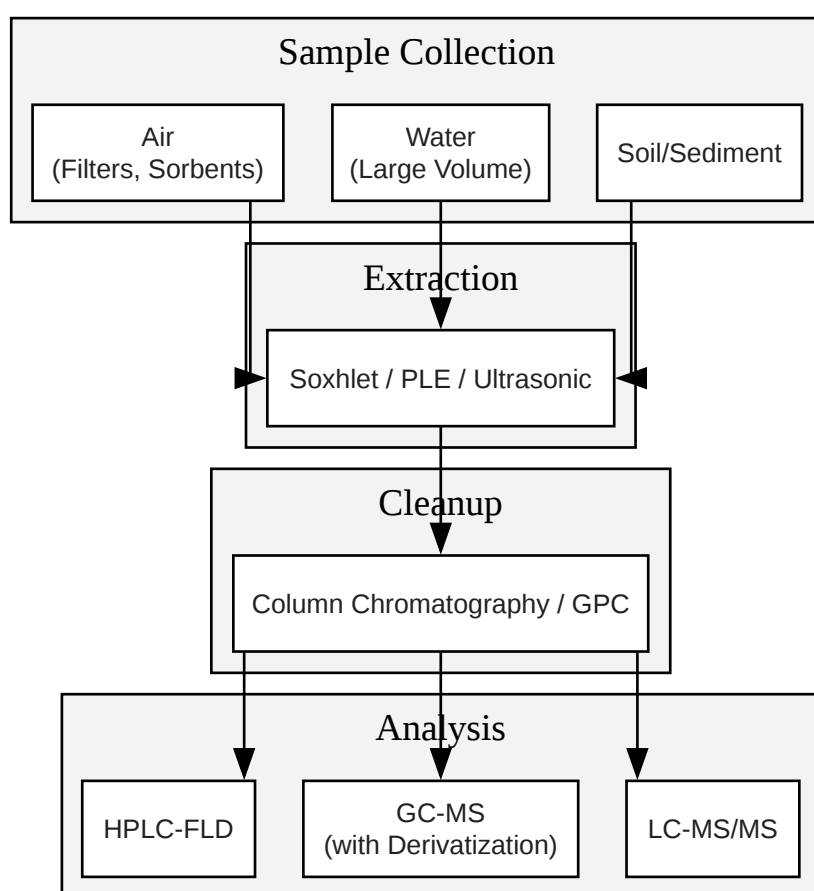 Sample Collection
Air
(Filters, Sorbents)
Water
(Large Volume)
Soil/Sediment
Extraction
Soxhlet / PLE / Ultrasonic
Cleanup
Column Chromatography / GPC
Analysis
HPLC-FLD
GC-MS
(with Derivatization)
LC-MS/MS